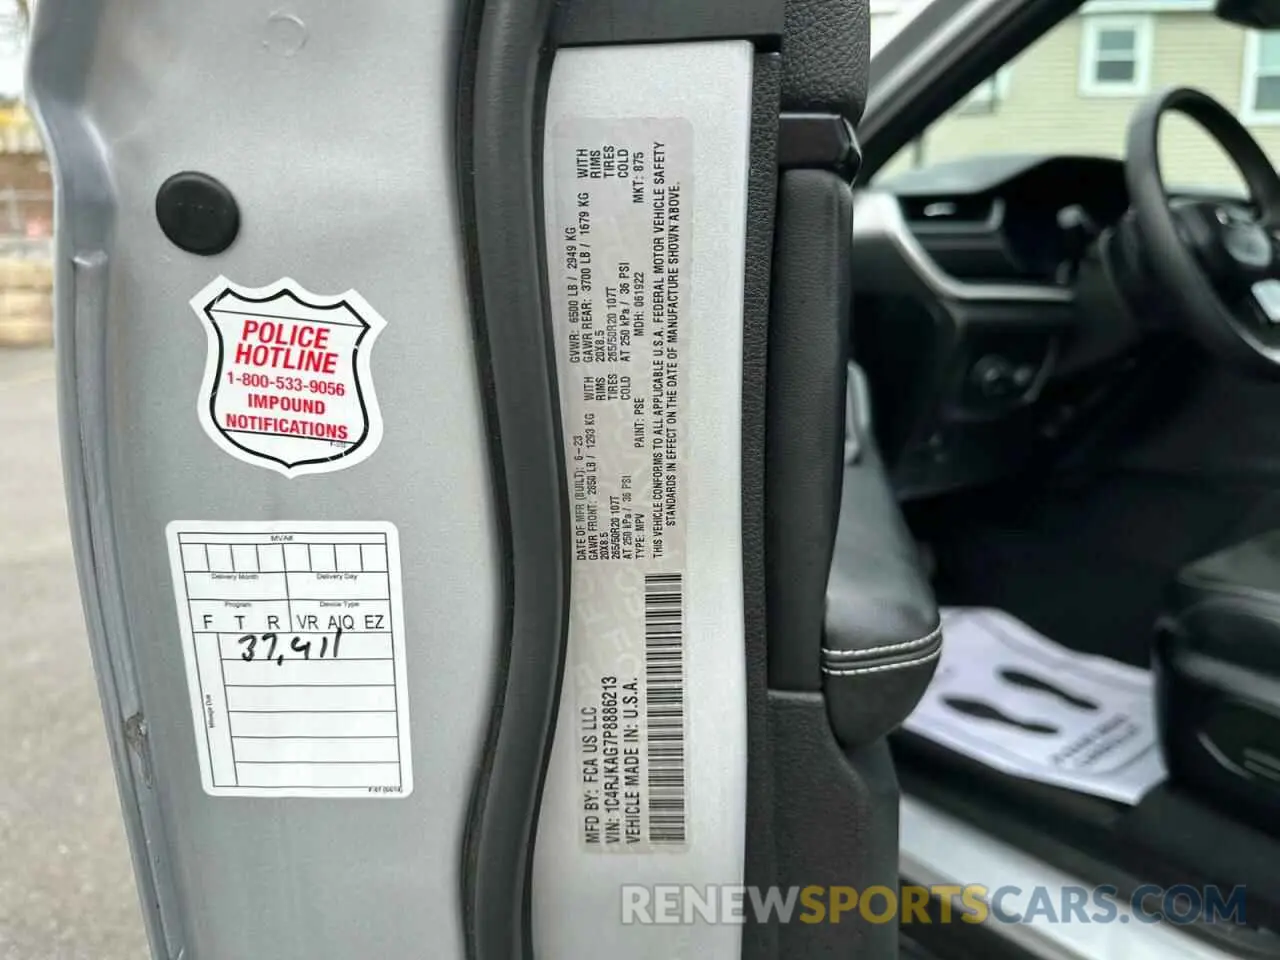 POLICE
HOTLINE
1-800-533-9056
IMPOUND
NOTIFICATIONS
MVA#
Delivery Month Delivery Day
Program Device Type
F T R VR AIQ EZ
37,411
Mileage Due
MFD BY: FCA US LLC
VIN: 1C4RJKAG7P8886213
VEHICLE MADE IN: U.S.A.
DATE OF MFR (BUILT): 6-23 GVWR: 6500 LB / 2949 KG
GAWR FRONT: 2850 LB / 1293 KG WITH GAWR REAR: 3700 LB / 1679 KG WITH
20X8.5 RIMS 20X8.5 RIMS
265/50R20 107T TIRES 265/50R20 107T TIRES
AT 250 kPa / 36 PSI COLD AT 250 kPa / 36 PSI COLD
TYPE: MPV PAINT: PSE MDH: 061922 MKT: 875
THIS VEHICLE CONFORMS TO ALL APPLICABLE U.S.A. FEDERAL MOTOR VEHICLE SAFETY
STANDARDS IN EFFECT ON THE DATE OF MANUFACTURE SHOWN ABOVE.
RENEWSPORTSCARS.COM